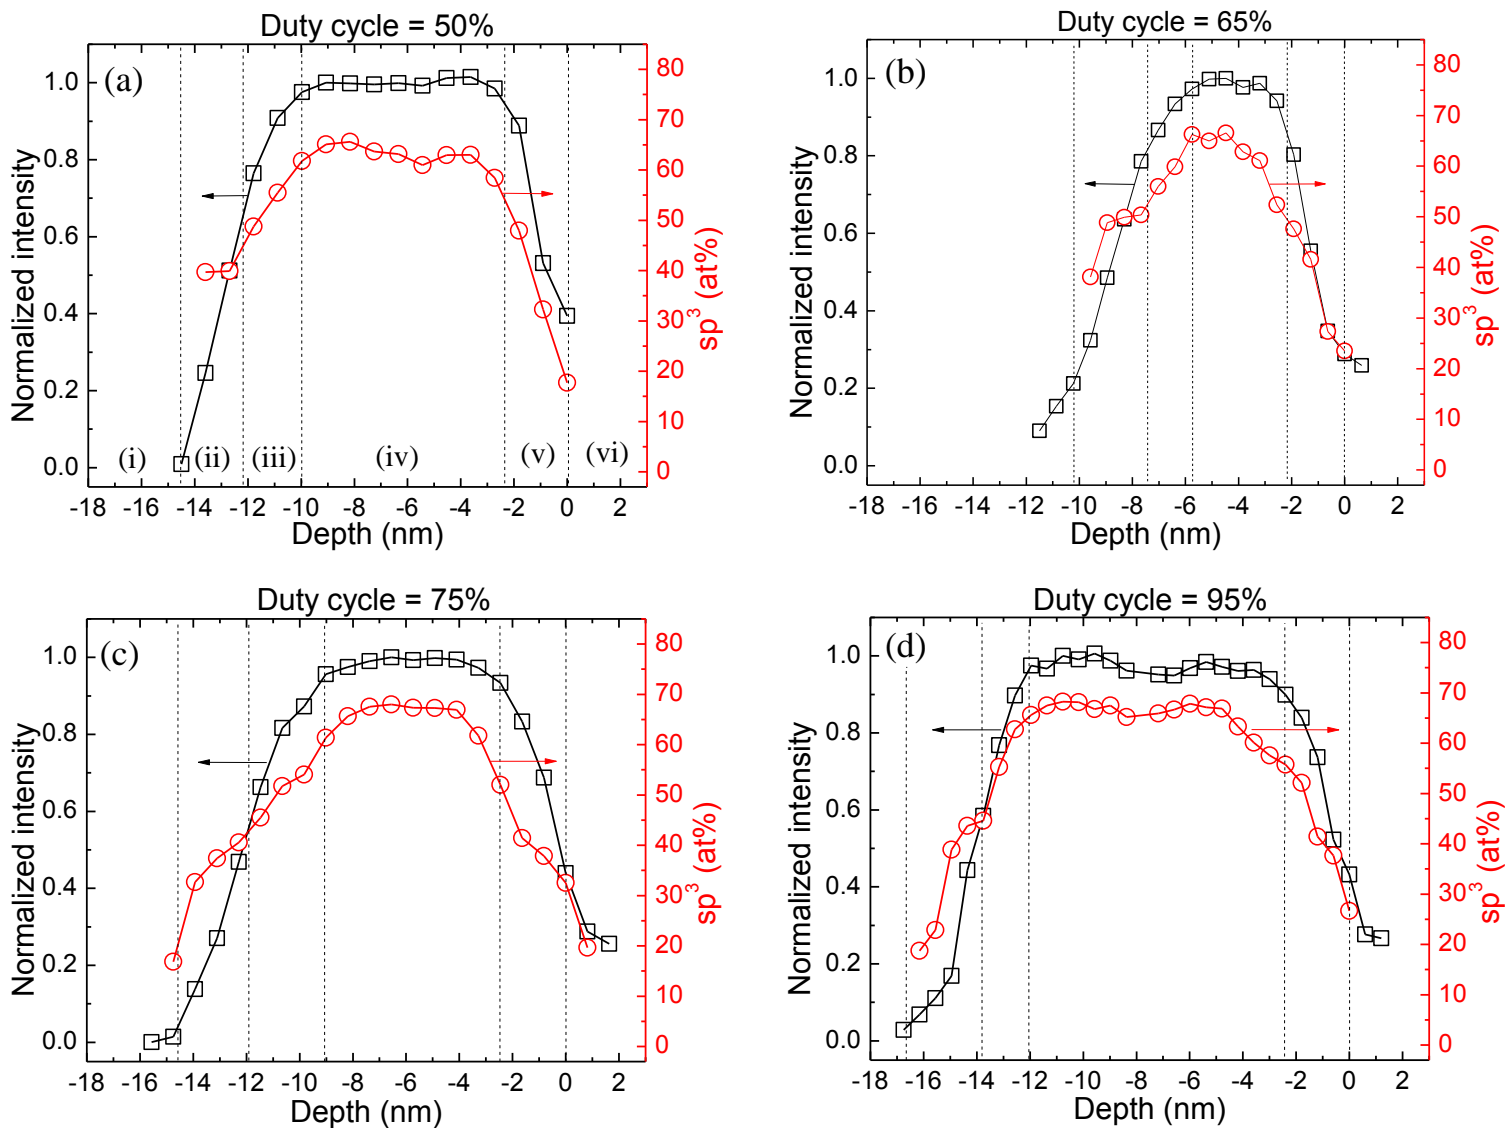 Duty cycle = 50%
(a)
Normalized intensity
1.0
0.8
0.6
0.4
0.2
0.0
80
70
60
50
40
30
20
10
0
sp³ (at%)
(i) (ii) (iii) (iv) (v) (vi)
-18 -16 -14 -12 -10 -8 -6 -4 -2 0 2
Depth (nm)
Duty cycle = 65%
(b)
Normalized intensity
1.0
0.8
0.6
0.4
0.2
0.0
80
70
60
50
40
30
20
10
0
sp³ (at%)
-18 -16 -14 -12 -10 -8 -6 -4 -2 0 2
Depth (nm)
Duty cycle = 75%
(c)
Normalized intensity
1.0
0.8
0.6
0.4
0.2
0.0
80
70
60
50
40
30
20
10
0
sp³ (at%)
-18 -16 -14 -12 -10 -8 -6 -4 -2 0 2
Depth (nm)
Duty cycle = 95%
(d)
Normalized intensity
1.0
0.8
0.6
0.4
0.2
0.0
80
70
60
50
40
30
20
10
0
sp³ (at%)
-18 -16 -14 -12 -10 -8 -6 -4 -2 0 2
Depth (nm)